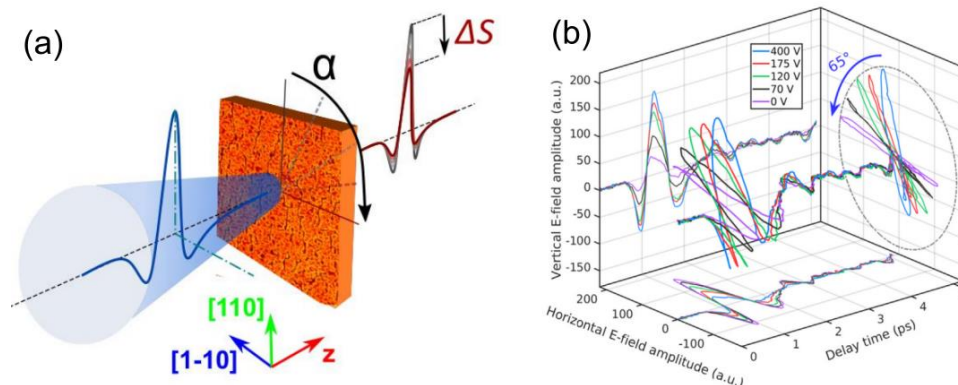 (a)
α
ΔS
[110]
[1-10]
z
(b)
400 V
175 V
120 V
70 V
0 V
65°
Vertical E-field amplitude (a.u.)
200
150
100
50
0
-50
-100
-150
200
100
0
-100
Horizontal E-field amplitude (a.u.)
0
1
2
3
4
5
Delay time (ps)